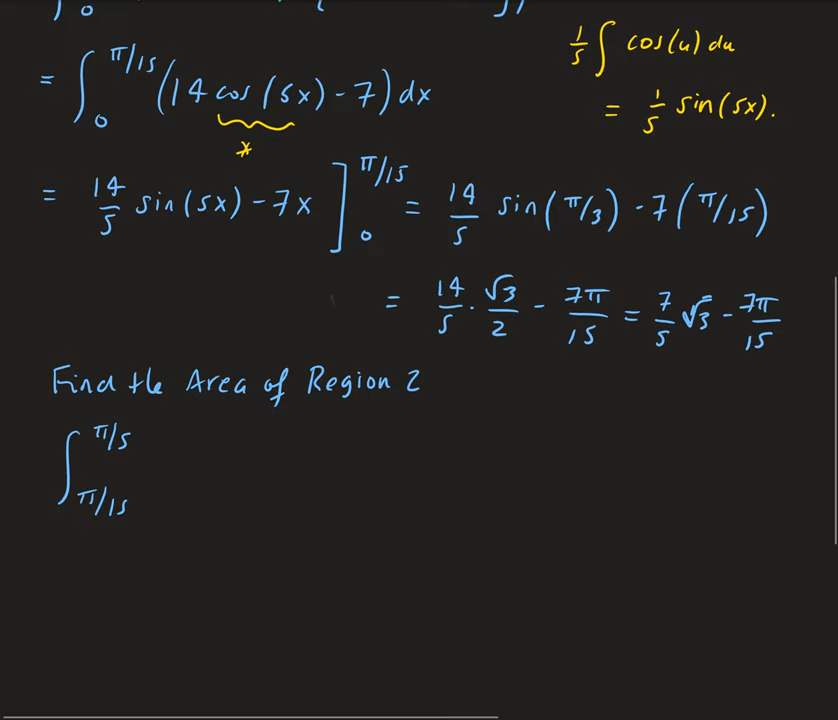 0
1/5 ∫ cos(u) du
= ∫_0^{π/15} (14 cos(5x) - 7) dx
= 1/5 sin(5x).
*
= 14/5 sin(5x) - 7x ]_0^{π/15} = 14/5 sin(π/3) - 7(π/15)
= 14/5 · √3/2 - 7π/15 = 7/5 √3 - 7π/15
Find the Area of Region 2
∫_{π/15}^{π/5}